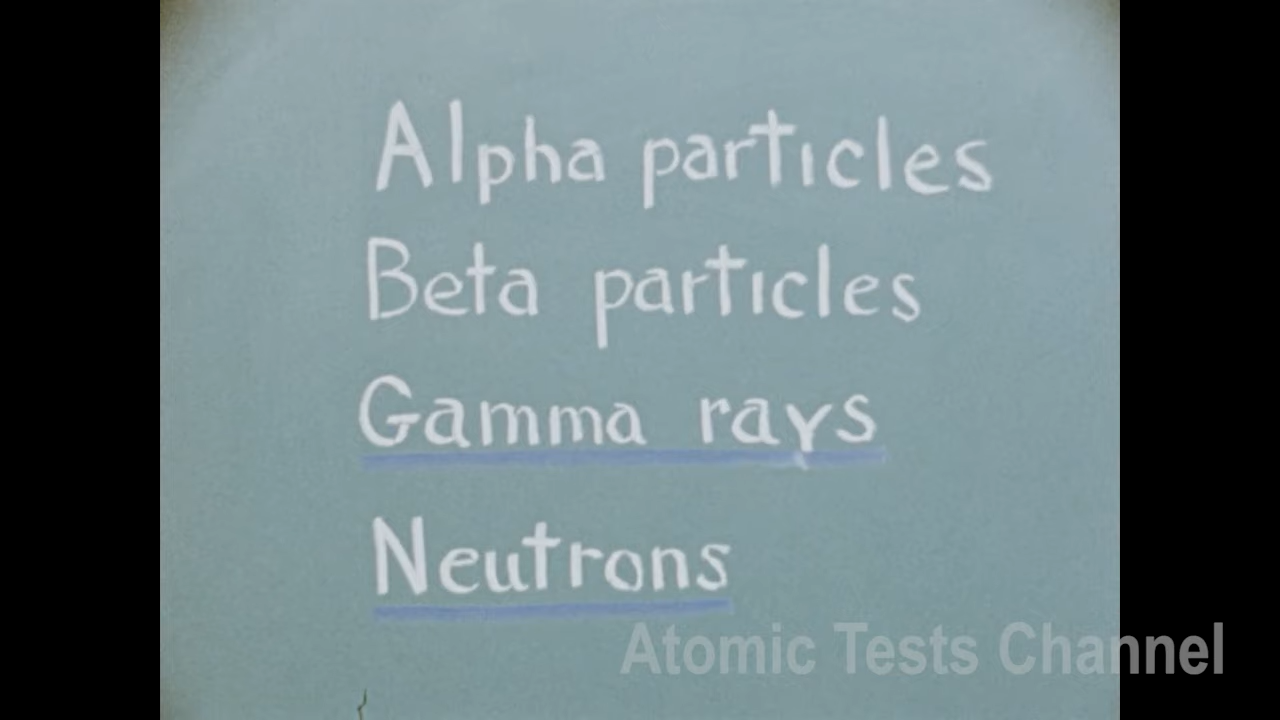 Alpha particles
Beta particles
Gamma rays
Neutrons
Atomic Tests Channel